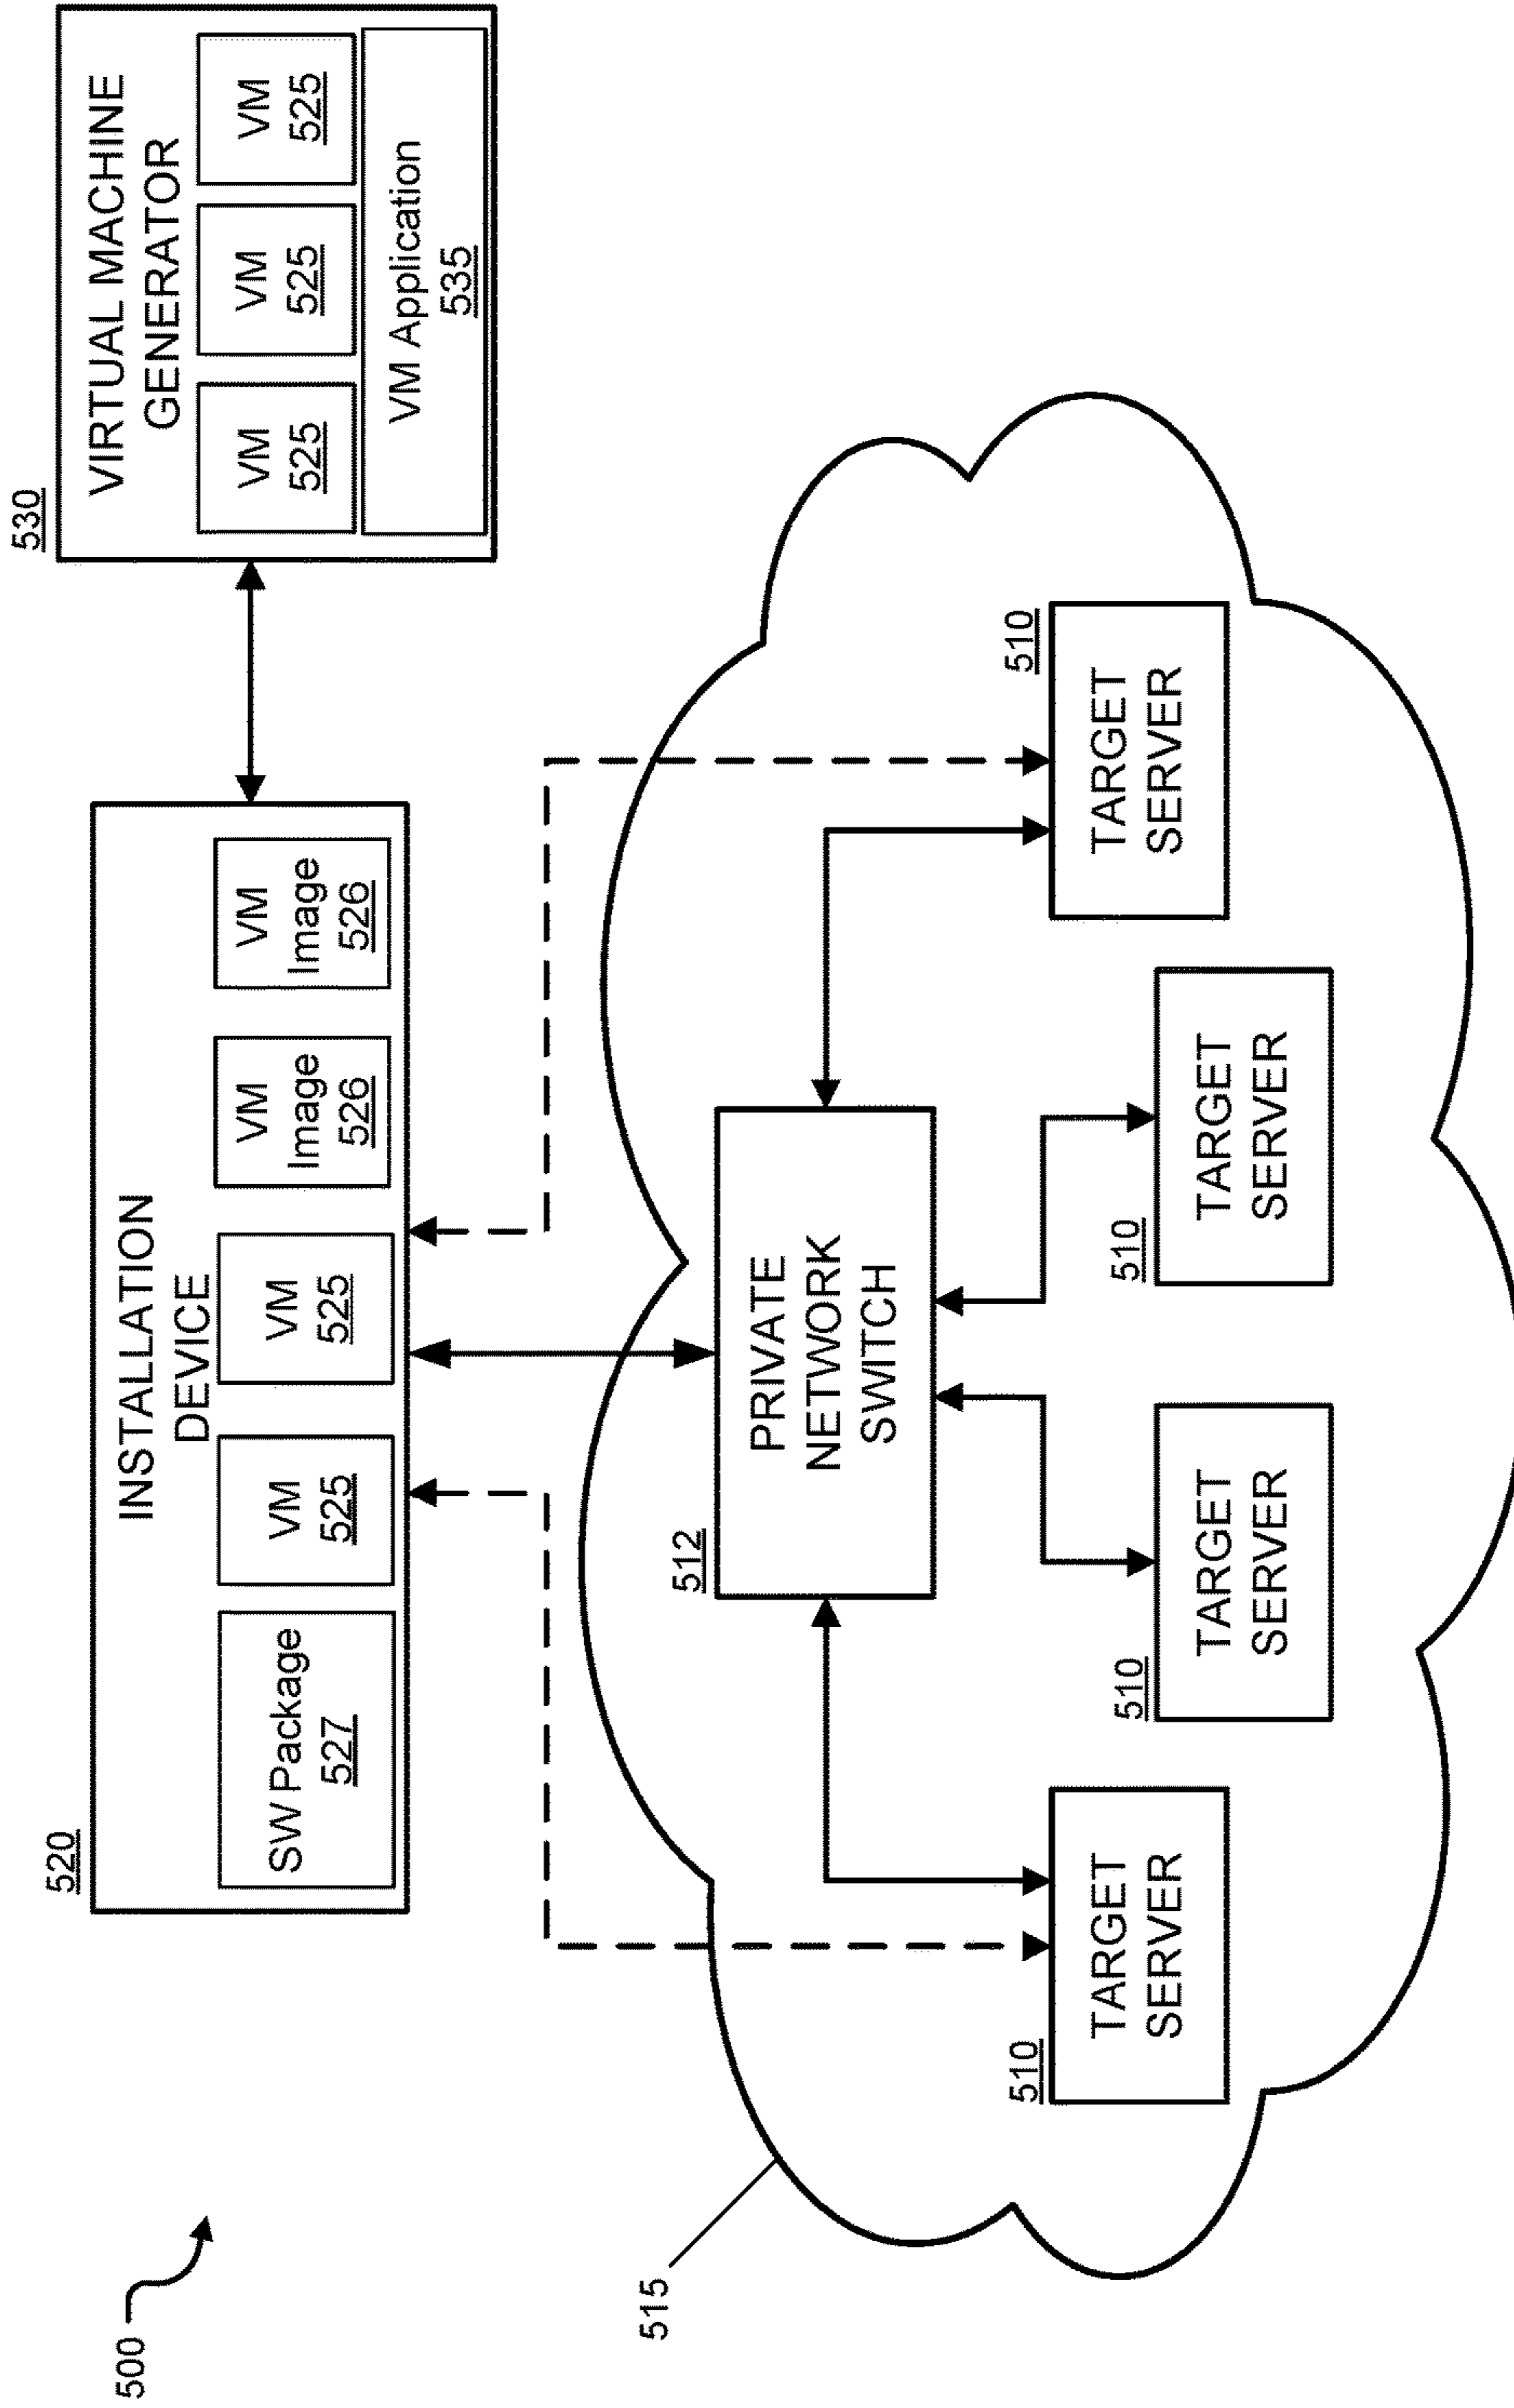 500
520
INSTALLATION
DEVICE
SW Package
527
VM
525
VM
525
VM
Image
526
VM
Image
526
530
VIRTUAL MACHINE
GENERATOR
VM
525
VM
525
VM
525
VM Application
535
515
512
PRIVATE
NETWORK
SWITCH
510
TARGET
SERVER
510
TARGET
SERVER
510
TARGET
SERVER
510
TARGET
SERVER